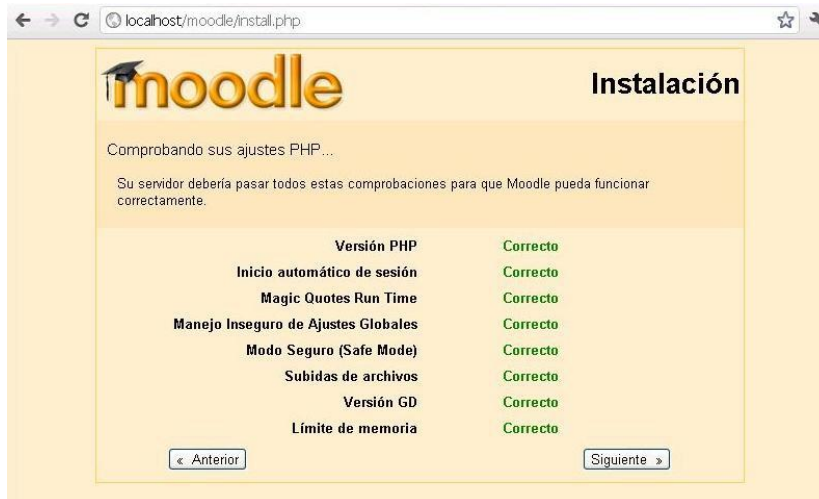 localhost/moodle/install.php
moodle
Instalación
Comprobando sus ajustes PHP...
Su servidor debería pasar todos estas comprobaciones para que Moodle pueda funcionar
correctamente.
Versión PHP Correcto
Inicio automático de sesión Correcto
Magic Quotes Run Time Correcto
Manejo Inseguro de Ajustes Globales Correcto
Modo Seguro (Safe Mode) Correcto
Subidas de archivos Correcto
Versión GD Correcto
Límite de memoria Correcto
« Anterior Siguiente »